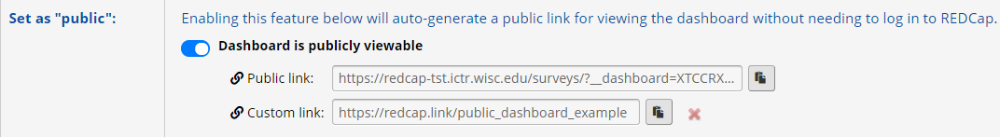 Set as "public": Enabling this feature below will auto-generate a public link for viewing the dashboard without needing to log in to REDCap.
Dashboard is publicly viewable
Public link: https://redcap-tst.ictr.wisc.edu/surveys/?__dashboard=XTCCRX...
Custom link: https://redcap.link/public_dashboard_example